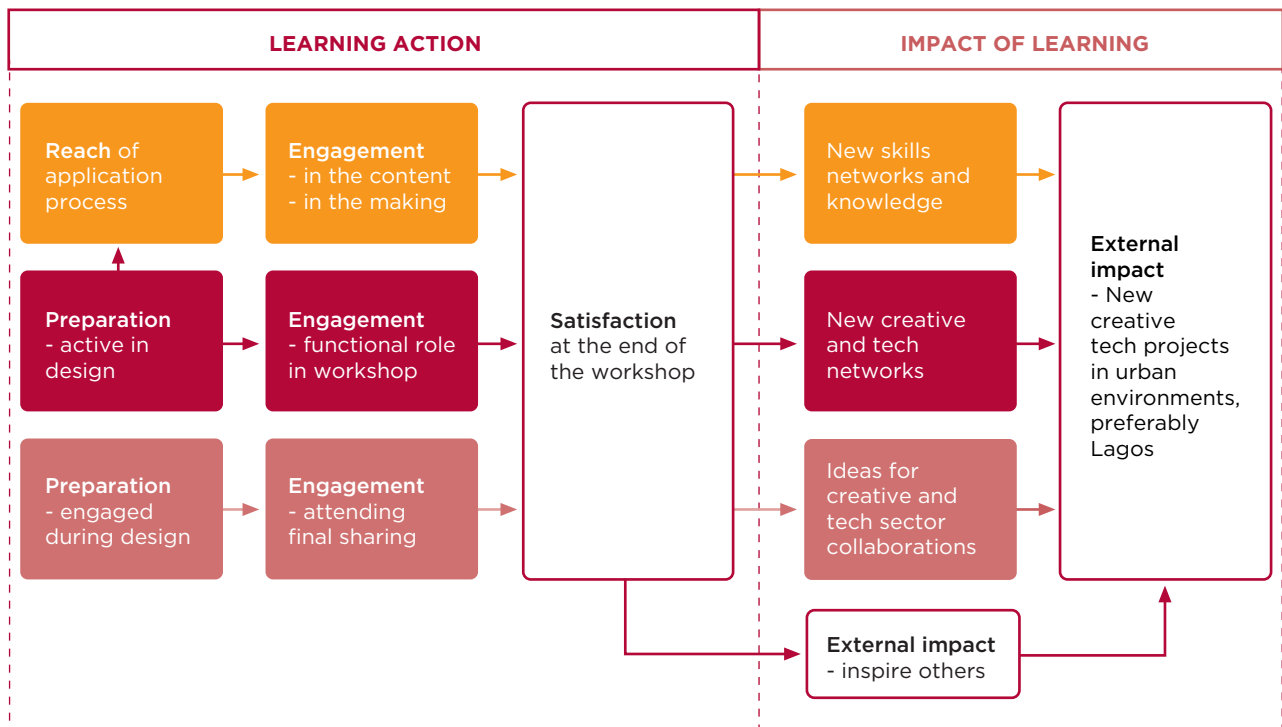 LEARNING ACTION
IMPACT OF LEARNING
Reach of
application
process
Engagement
- in the content
- in the making
New skills
networks and
knowledge
Preparation
- active in
design
Engagement
- functional role
in workshop
Satisfaction
at the end of
the workshop
New creative
and tech
networks
External
impact
- New
creative
tech projects
in urban
environments,
preferably
Lagos
Preparation
- engaged
during design
Engagement
- attending
final sharing
Ideas for
creative and
tech sector
collaborations
External impact
- inspire others